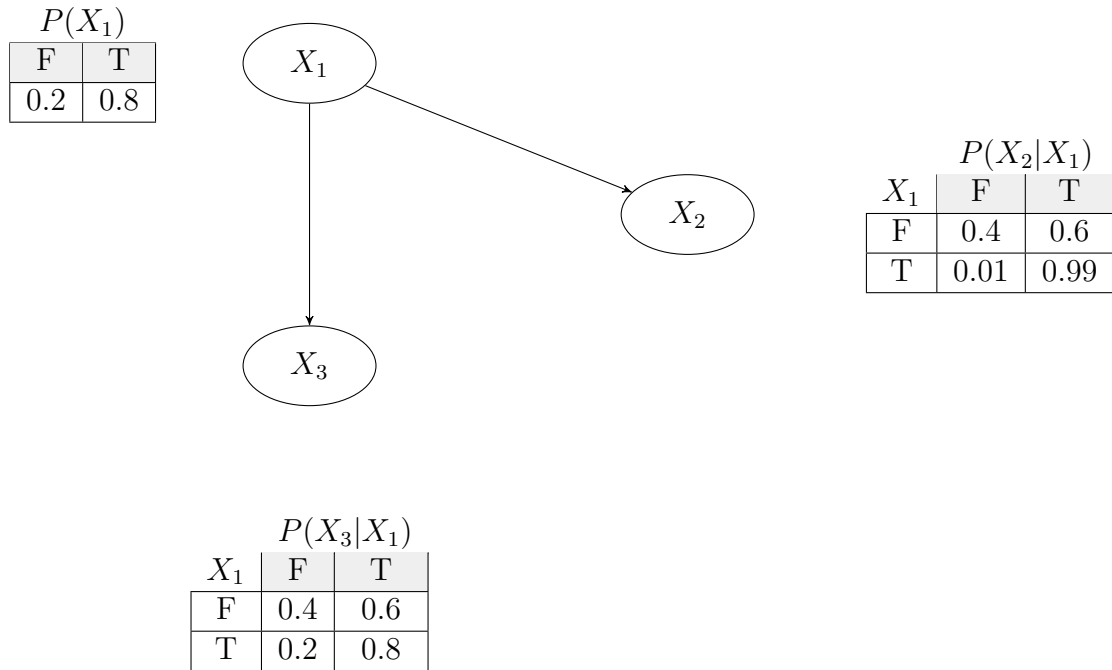 P(X₁)
F T
0.2 0.8
X₁
X₂
P(X₂|X₁)
X₁ F T
F 0.4 0.6
T 0.01 0.99
X₃
P(X₃|X₁)
X₁ F T
F 0.4 0.6
T 0.2 0.8